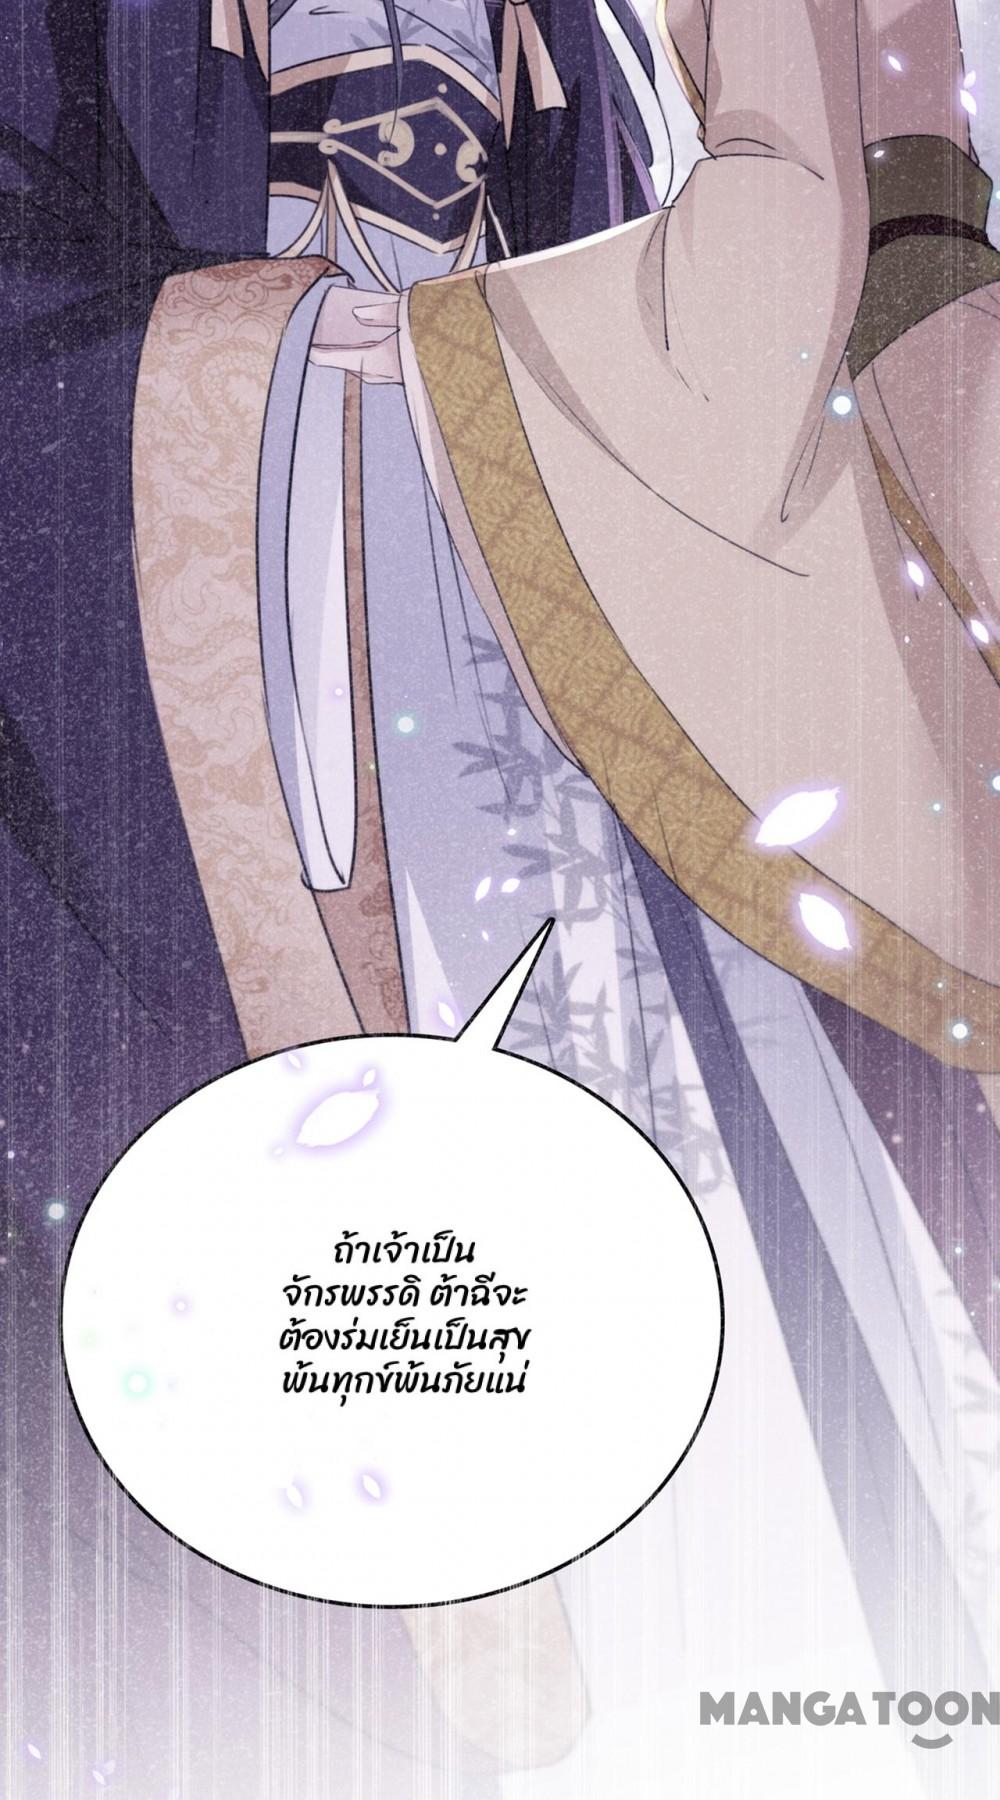 ถ้าเจ้าเป็น
จักรพรรดิ ต้าฉีจะ
ต้องร่มเย็นเป็นสุข
พ้นทุกข์พ้นภัยแน่
MANGATOON